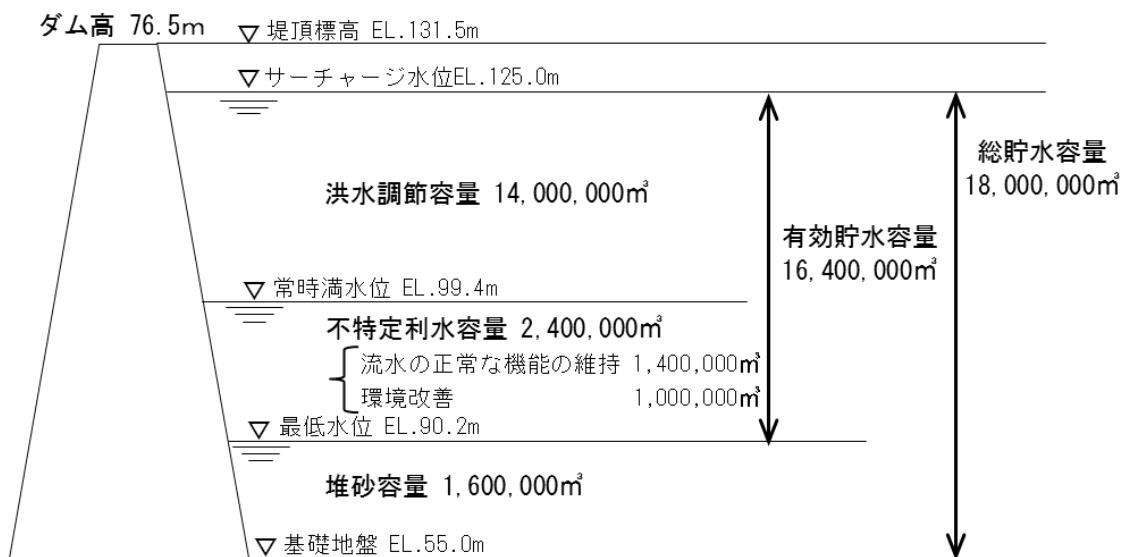 ダム高 76.5m
▽ 堤頂標高 EL.131.5m
▽サーチャージ水位EL.125.0m
総貯水容量
18,000,000㎥
洪水調節容量 14,000,000㎥
有効貯水容量
16,400,000㎥
▽ 常時満水位 EL.99.4m
不特定利水容量 2,400,000㎥
流水の正常な機能の維持 1,400,000㎥
環境改善 1,000,000㎥
▽ 最低水位 EL.90.2m
堆砂容量 1,600,000㎥
▽ 基礎地盤 EL.55.0m